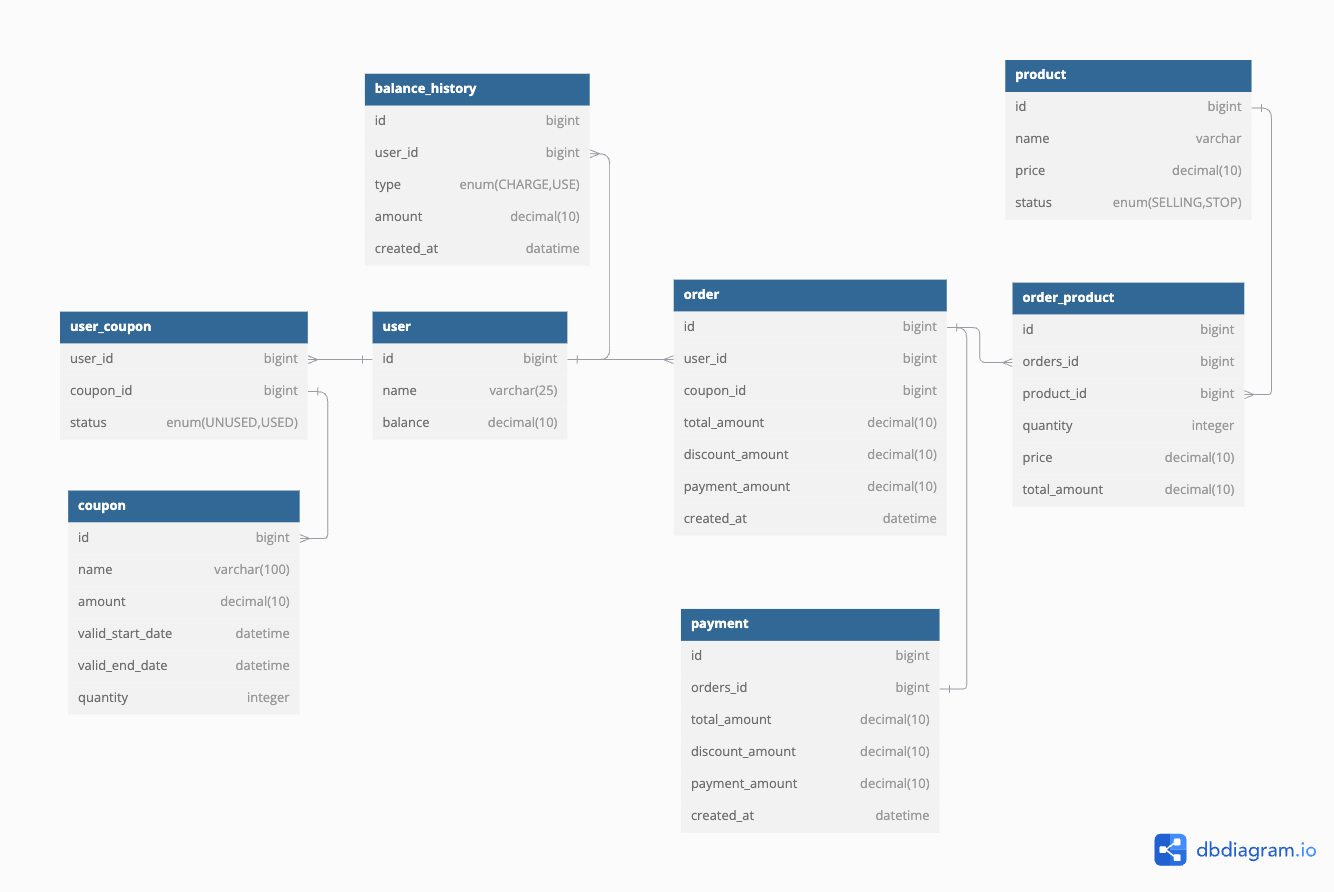 balance_history
id bigint
user_id bigint
type enum(CHARGE,USE)
amount decimal(10)
created_at datatime
product
id bigint
name varchar
price decimal(10)
status enum(SELLING,STOP)
user_coupon
user_id bigint
coupon_id bigint
status enum(UNUSED,USED)
user
id bigint
name varchar(25)
balance decimal(10)
order
id bigint
user_id bigint
coupon_id bigint
total_amount decimal(10)
discount_amount decimal(10)
payment_amount decimal(10)
created_at datetime
order_product
id bigint
orders_id bigint
product_id bigint
quantity integer
price decimal(10)
total_amount decimal(10)
coupon
id bigint
name varchar(100)
amount decimal(10)
valid_start_date datetime
valid_end_date datetime
quantity integer
payment
id bigint
orders_id bigint
total_amount decimal(10)
discount_amount decimal(10)
payment_amount decimal(10)
created_at datetime
dbdiagram.io